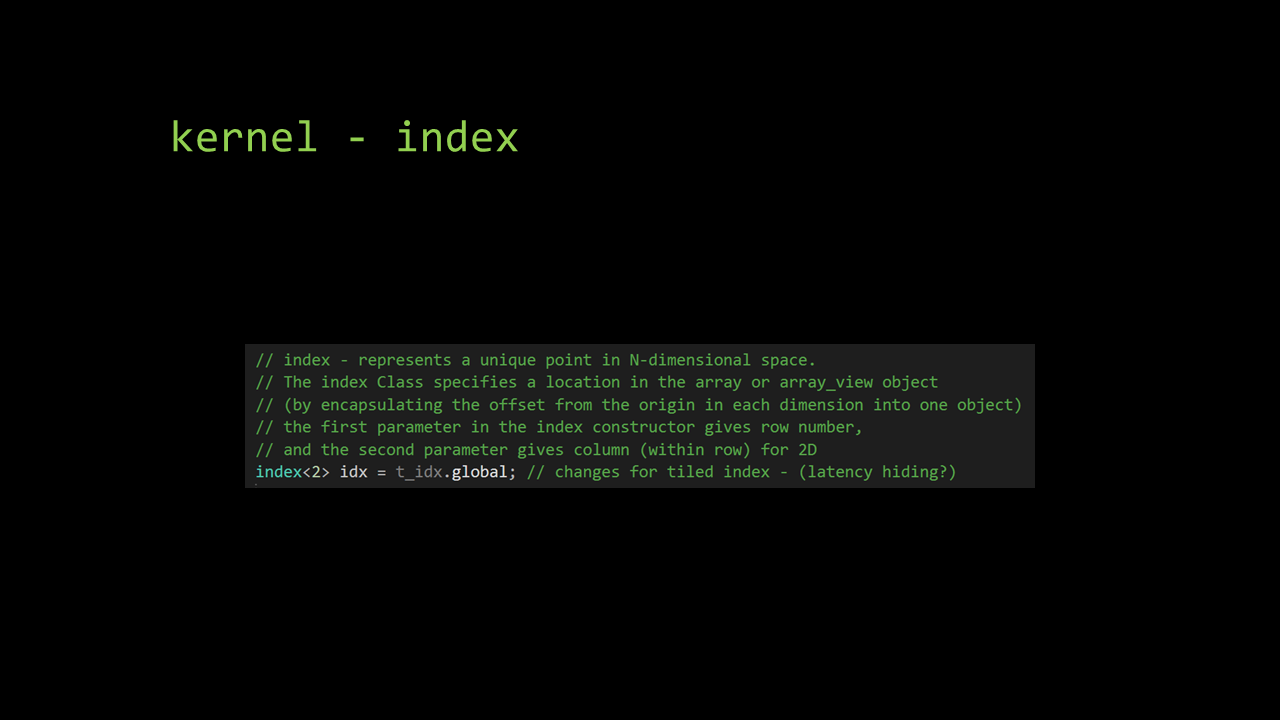 kernel - index
// index - represents a unique point in N-dimensional space.
// The index Class specifies a location in the array or array_view object
// (by encapsulating the offset from the origin in each dimension into one object)
// the first parameter in the index constructor gives row number,
// and the second parameter gives column (within row) for 2D
index<2> idx = t_idx.global; // changes for tiled index - (latency hiding?)